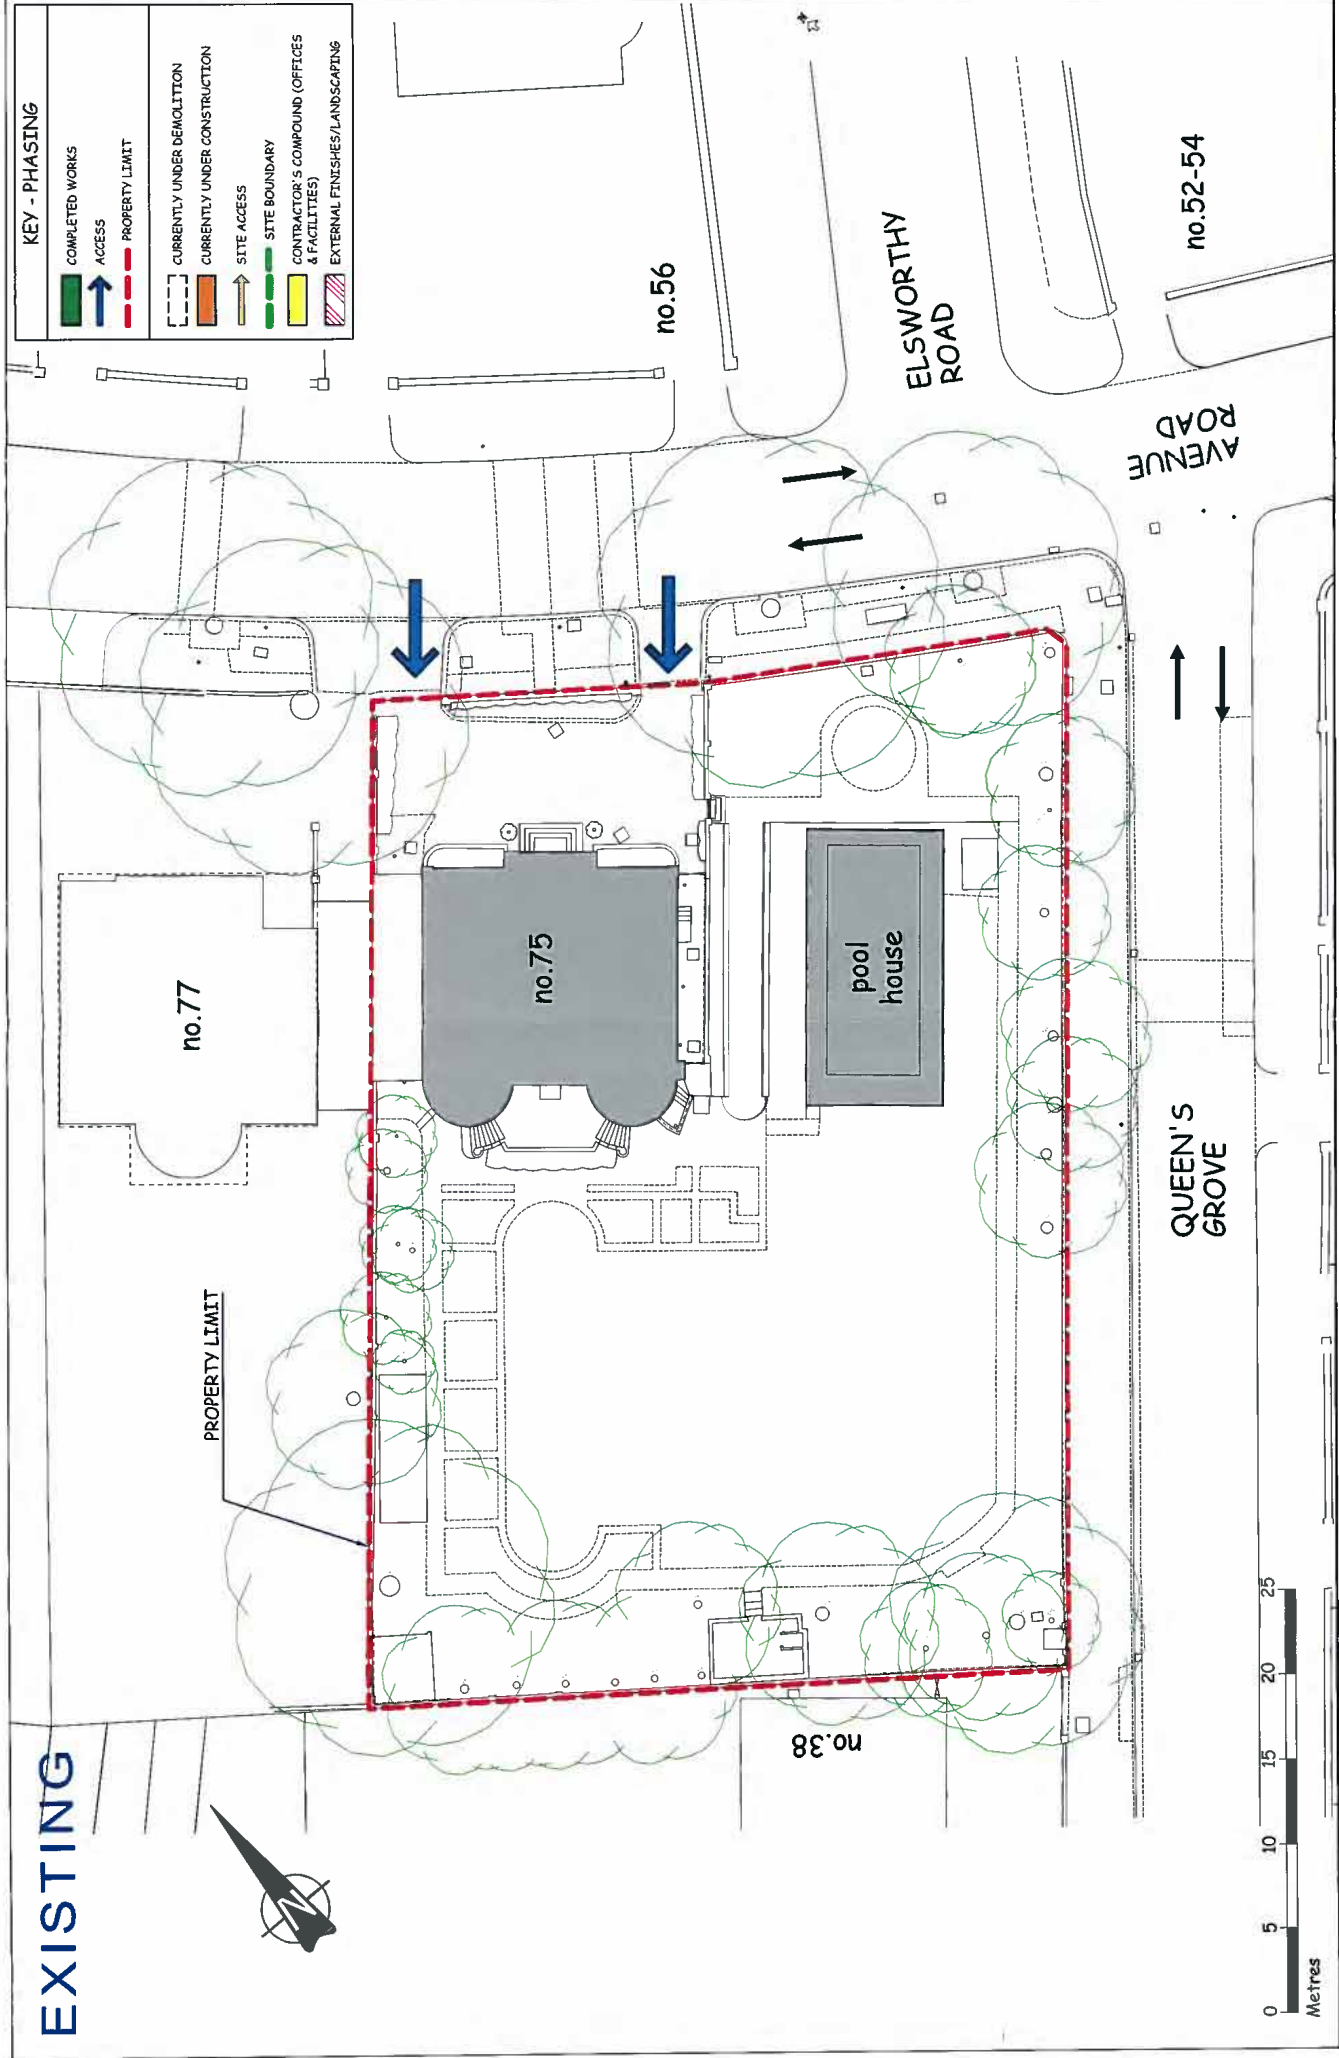 EXISTING
KEY - PHASING
COMPLETED WORKS
ACCESS
PROPERTY LIMIT
CURRENTLY UNDER DEMOLITION
CURRENTLY UNDER CONSTRUCTION
SITE ACCESS
SITE BOUNDARY
CONTRACTOR'S COMPOUND (OFFICES
& FACILITIES)
EXTERNAL FINISHES/LANDSCAPING
N
PROPERTY LIMIT
no.77
no.75
pool
house
no.38
no.56
ELSWORTHY
ROAD
no.52-54
AVENUE
ROAD
QUEEN'S
GROVE
0 5 10 15 20 25
Metres